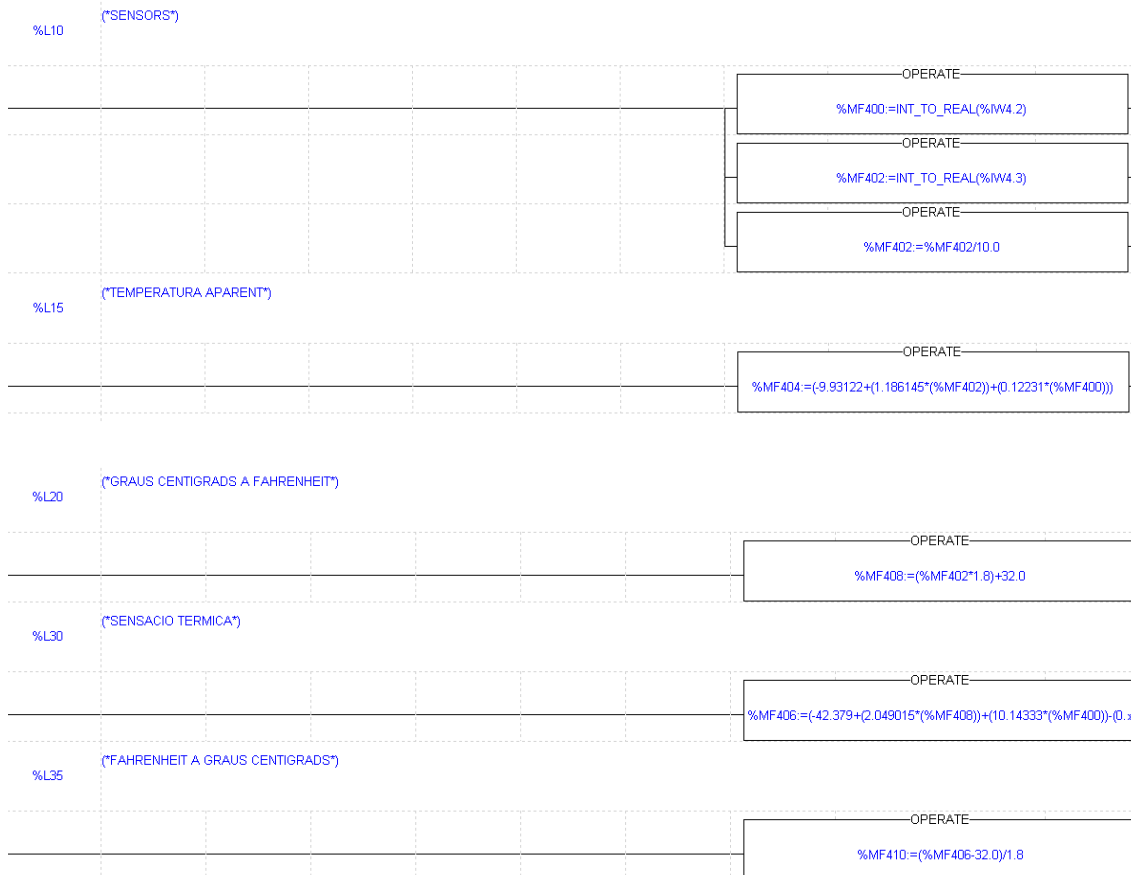 %L10
(*SENSORS*)
OPERATE
%MF400:=INT_TO_REAL(%IW4.2)
OPERATE
%MF402:=INT_TO_REAL(%IW4.3)
OPERATE
%MF402:=%MF402/10.0
%L15
(*TEMPERATURA APARENT*)
OPERATE
%MF404:=(-9.93122+(1.186145*(%MF402))+(0.12231*(%MF400)))
%L20
(*GRAUS CENTIGRADS A FAHRENHEIT*)
OPERATE
%MF408:=(%MF402*1.8)+32.0
%L30
(*SENSACIO TERMICA*)
OPERATE
%MF406:=(-42.379+(2.049015*(%MF408))+(10.14333*(%MF400))-(0.
%L35
(*FAHRENHEIT A GRAUS CENTIGRADS*)
OPERATE
%MF410:=(%MF406-32.0)/1.8